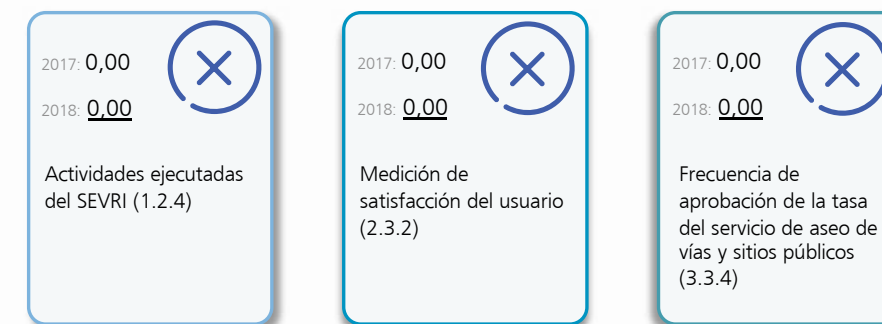 2017: 0,00
2018: 0,00
Actividades ejecutadas
del SEVRI (1.2.4)
2017: 0,00
2018: 0,00
Medición de
satisfacción del usuario
(2.3.2)
2017: 0,00
2018: 0,00
Frecuencia de
aprobación de la tasa
del servicio de aseo de
vías y sitios públicos
(3.3.4)